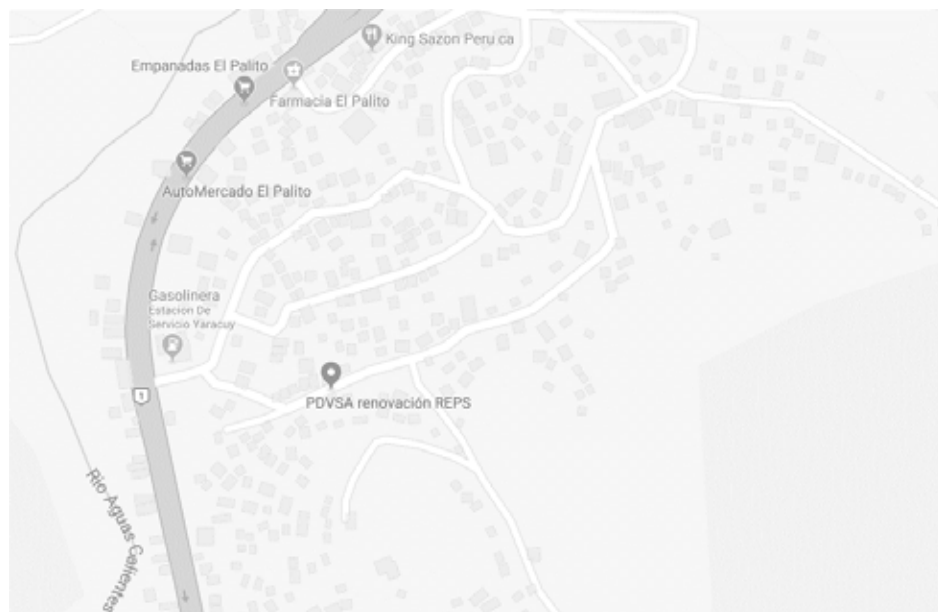 King Sazon Peru ca
Empanadas El Palito
Farmacia El Palito
AutoMercado El Palito
Gasolinera
Estacion De
Servicio Yaracuy
1
PDVSA renovación REPS
Rio Aguas Calientes